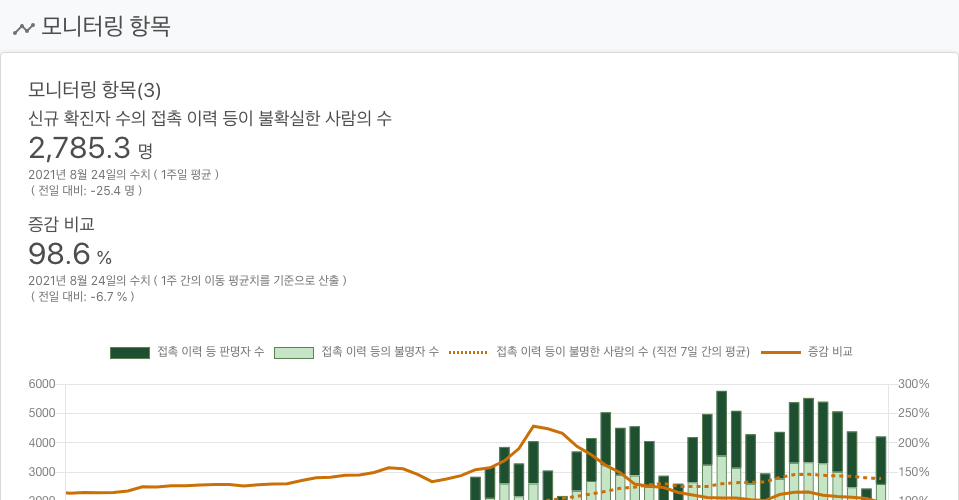 모니터링 항목
모니터링 항목(3)
신규 확진자 수의 접촉 이력 등이 불확실한 사람의 수
2,785.3 명
2021년 8월 24일의 수치 ( 1주일 평균 )
( 전일 대비: -25.4 명 )
증감 비교
98.6 %
2021년 8월 24일의 수치 ( 1주 간의 이동 평균치를 기준으로 산출 )
( 전일 대비: -6.7 % )
접촉 이력 등 판명자 수 접촉 이력 등의 불명자 수 접촉 이력 등이 불명한 사람의 수 (직전 7일 간의 평균) 증감 비교
6000 300%
5000 250%
4000 200%
3000 150%
2000 100%